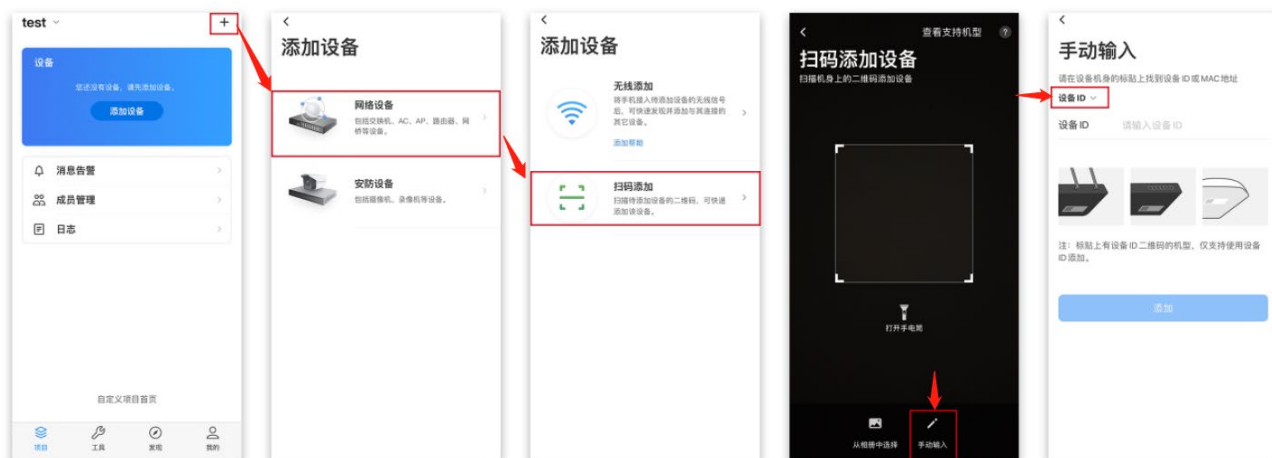 test
+
设备
您还没有设备，请先添加设备。
添加设备
消息告警
成员管理
日志
自定义项目首页
项目
工具
发现
我的
添加设备
网络设备
包括交换机、AC、AP、路由器、网
桥等设备。
安防设备
包括摄像机、录像机等设备。
添加设备
无线添加
将手机接入待添加设备的无线信号
后，可快速发现并添加与其连接的
其它设备。
添加帮助
扫码添加
扫描待添加设备的二维码，可快速
添加该设备。
查看支持机型 ?
扫码添加设备
扫描机身上的二维码添加设备
打开手电筒
从相册中选择
手动输入
手动输入
请在设备机身的标贴上找到设备ID或MAC地址
设备ID
设备ID 请输入设备ID
注：标贴上有设备ID二维码的机型，仅支持使用设备
ID添加。
添加